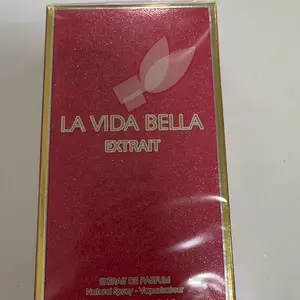 LA VIDA BELLA
EXTRAIT
EXTRAIT DE PARFUM
Natural Spray - Vaporisateur